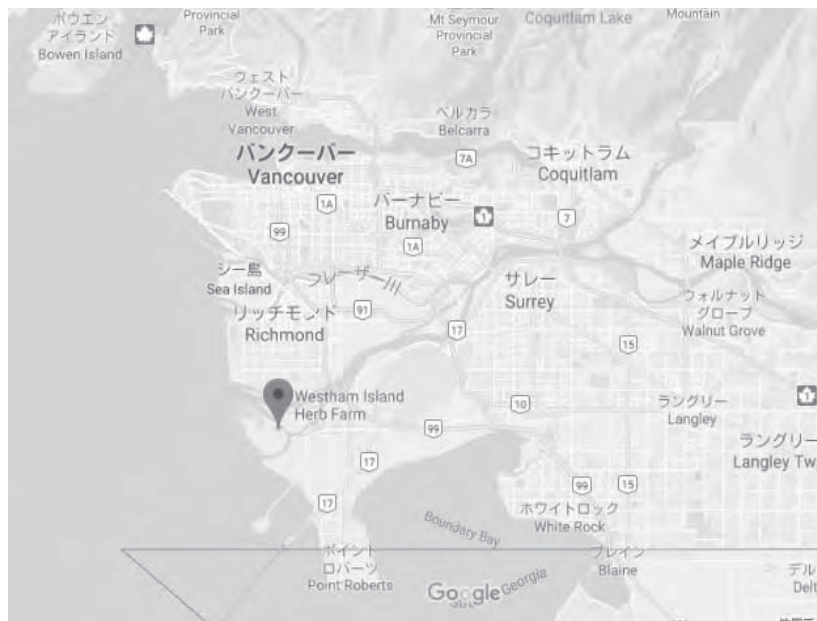 ボウエン
アイランド
Bowen Island
Provincial
Park
Mt Seymour
Provincial
Park
Coquitlam Lake
Mountain
ウェスト
バンクーバー
West
Vancouver
ベルカラ
Belcarra
バンクーバー
Vancouver
7A
コキットラム
Coquitlam
1A
バーナビー
Burnaby
1
7
99
1A
メイプルリッジ
Maple Ridge
シー島
Sea Island
フレーザー川
サレー
Surrey
ウォルナット
グローブ
Walnut Grove
リッチモンド
Richmond
91
17
15
Westham Island
Herb Farm
10
1
ラングリー
Langley
99
ラングリー
Langley Tw
17
17
99
15
ホワイトロック
White Rock
Boundary Bay
ポイント
ロバーツ
Point Roberts
ブレイン
Blaine
デル
Delt
Google
Georgia